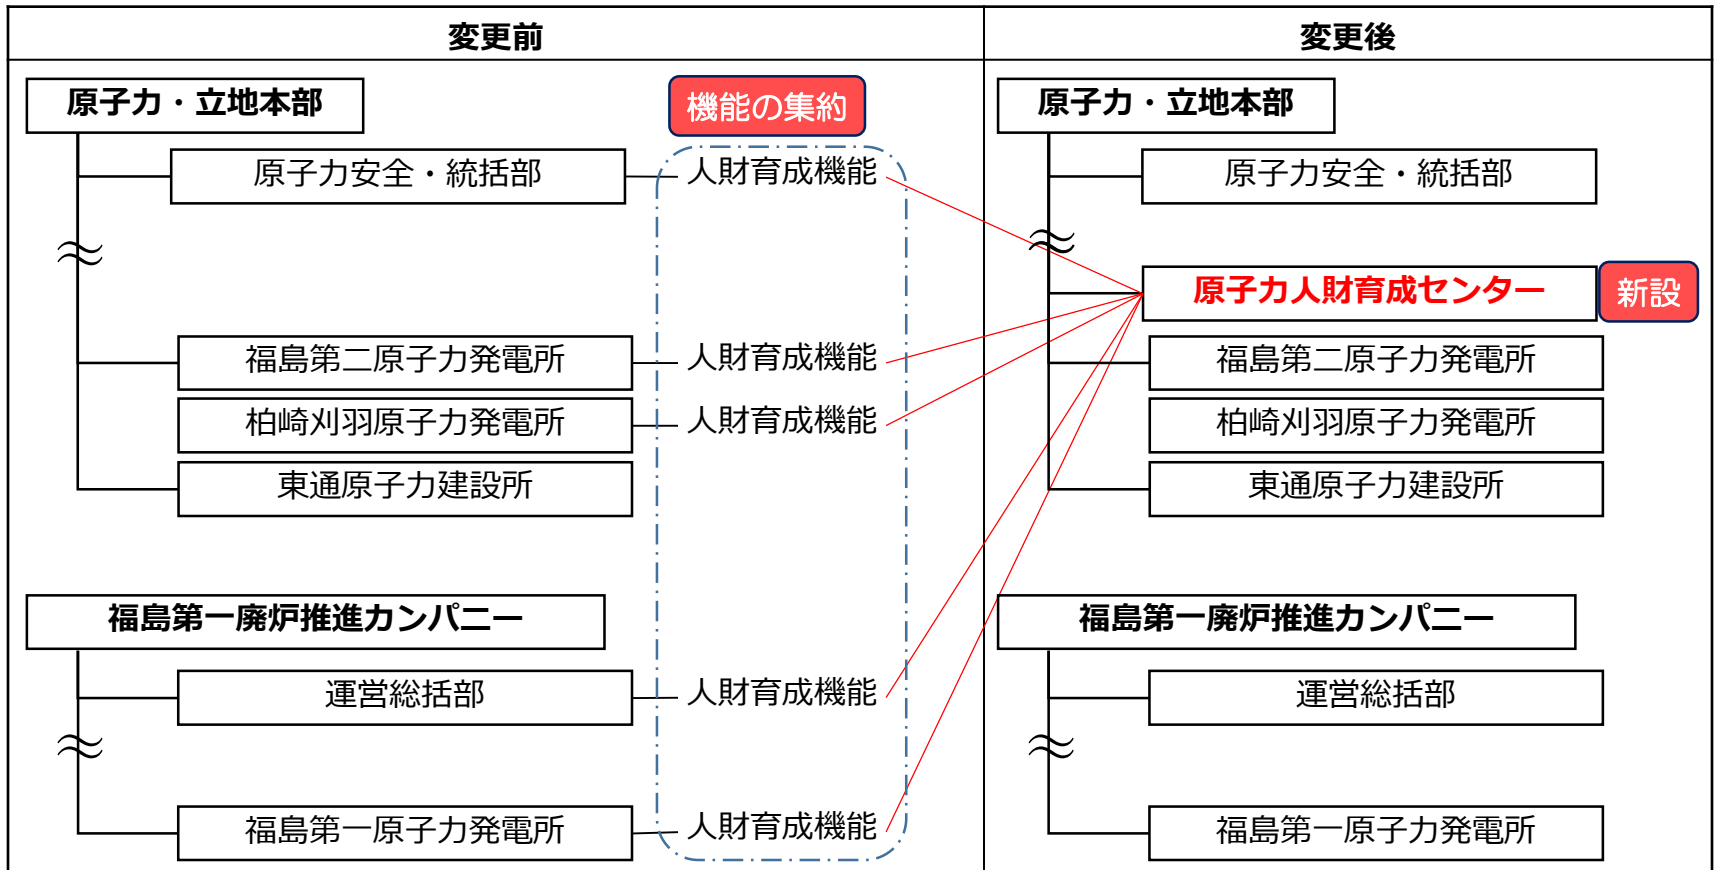 変更前
変更後
原子力・立地本部
機能の集約
原子力安全・統括部
人財育成機能
福島第二原子力発電所
人財育成機能
柏崎刈羽原子力発電所
人財育成機能
東通原子力建設所
福島第一廃炉推進カンパニー
運営総括部
人財育成機能
福島第一原子力発電所
人財育成機能
原子力・立地本部
原子力安全・統括部
原子力人財育成センター
新設
福島第二原子力発電所
柏崎刈羽原子力発電所
東通原子力建設所
福島第一廃炉推進カンパニー
運営総括部
福島第一原子力発電所